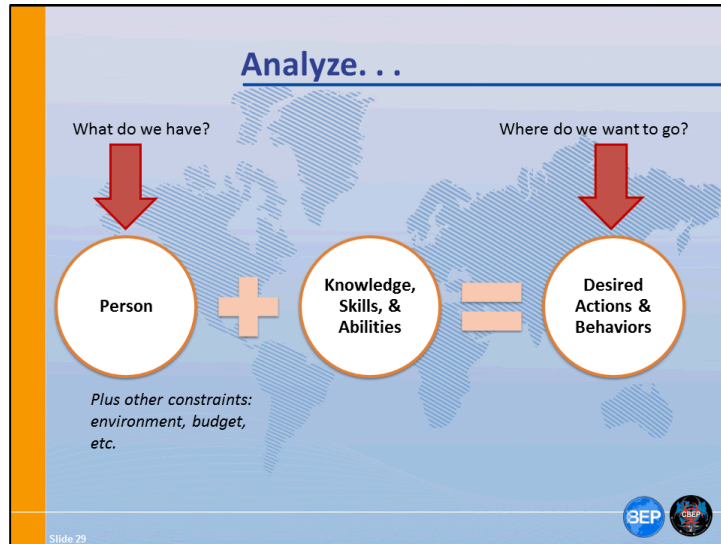 Analyze. . .
What do we have?
Where do we want to go?
Person
Knowledge,
Skills, &
Abilities
Desired
Actions &
Behaviors
Plus other constraints:
environment, budget,
etc.
BEP
CBEP
Slide 29